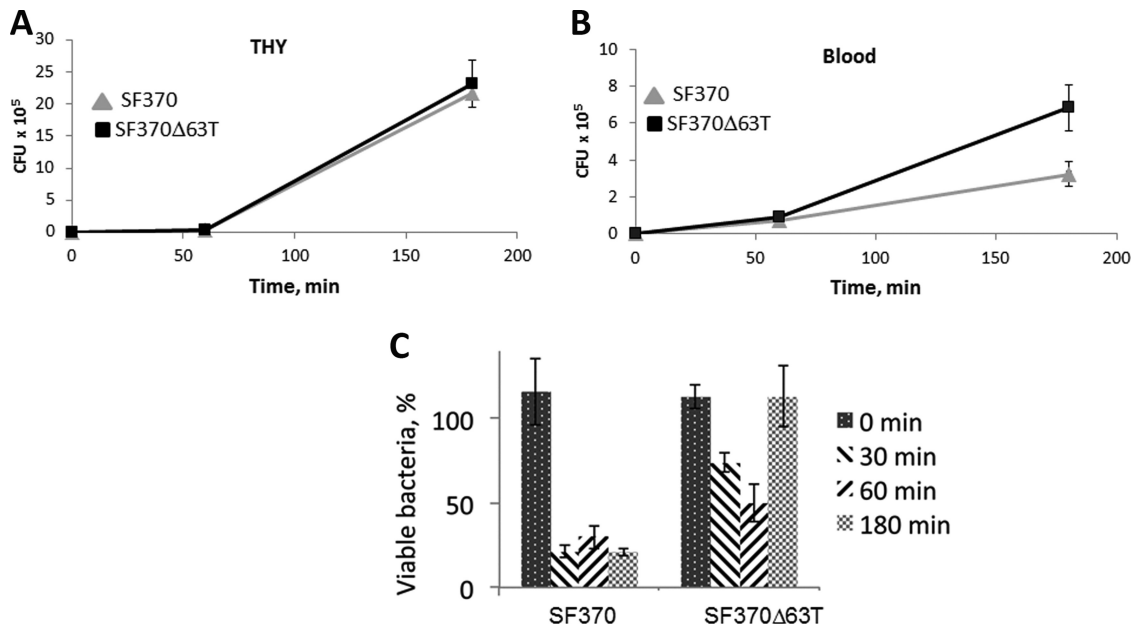 A
THY
30
25
20
15
10
5
0
CFU x 10⁵
SF370
SF370Δ63T
0
50
100
150
200
Time, min
B
Blood
10
8
6
4
2
0
CFU x 10⁵
SF370
SF370Δ63T
0
50
100
150
200
Time, min
C
Viable bacteria, %
100
50
0
SF370
SF370Δ63T
0 min
30 min
60 min
180 min